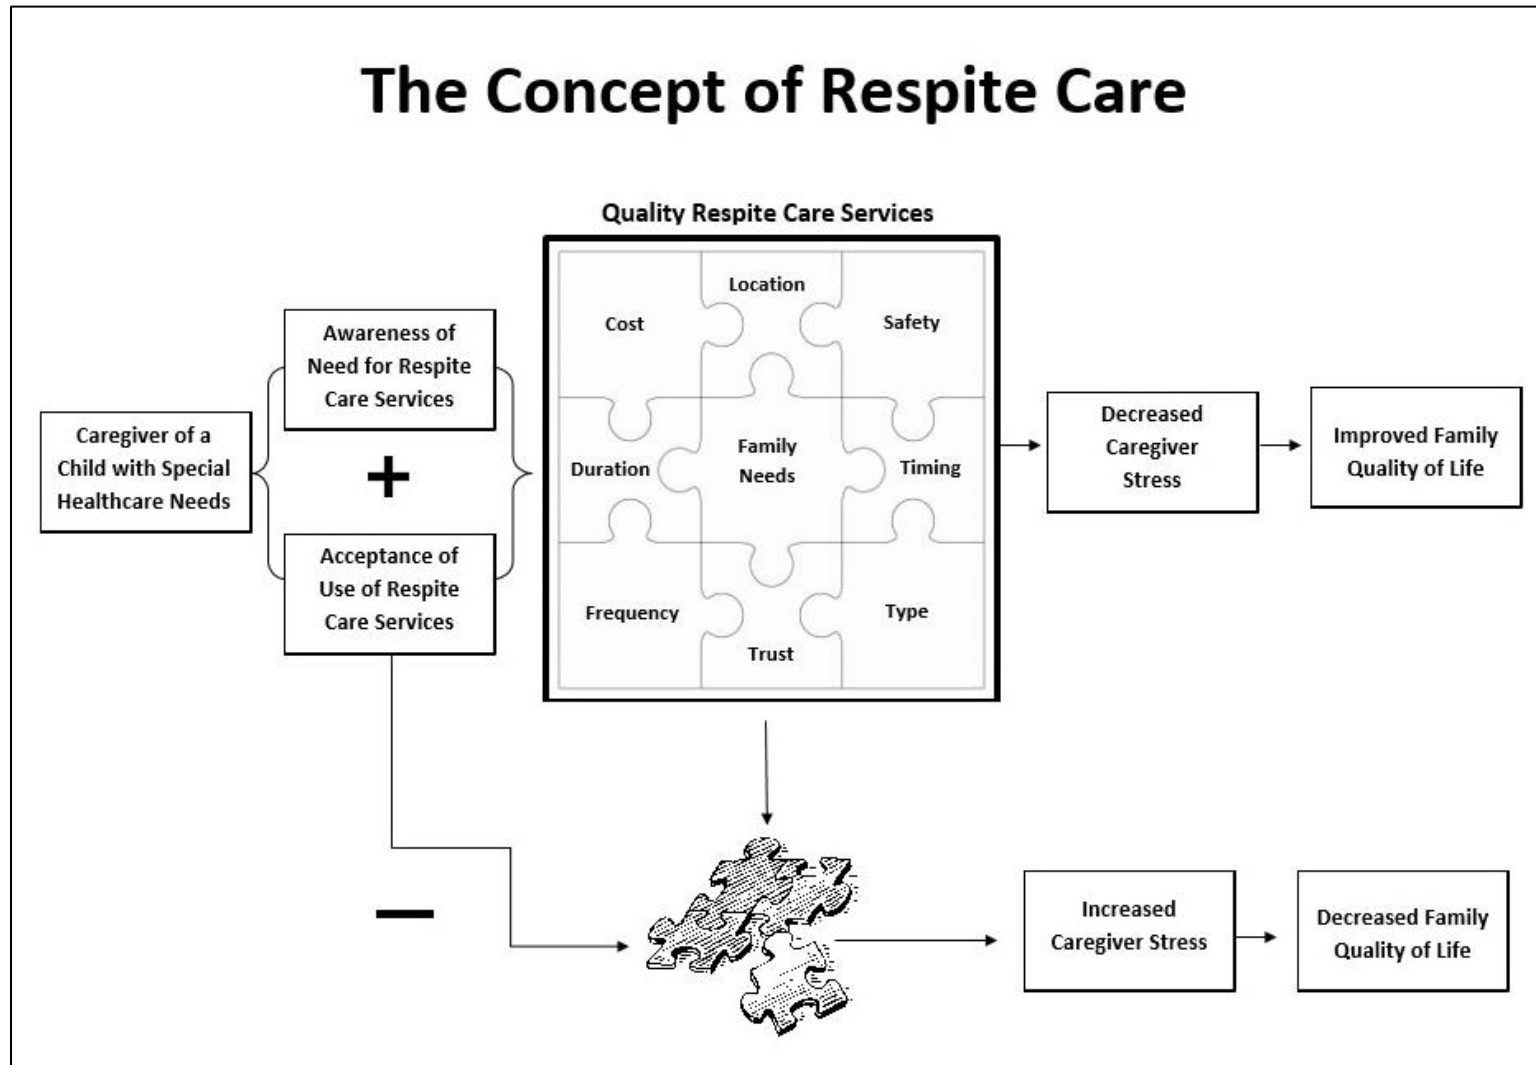 The Concept of Respite Care
Quality Respite Care Services
Cost
Location
Safety
Duration
Family
Needs
Timing
Frequency
Trust
Type
Caregiver of a
Child with Special
Healthcare Needs
Awareness of
Need for Respite
Care Services
+
Acceptance of
Use of Respite
Care Services
Decreased
Caregiver
Stress
Improved Family
Quality of Life
—
Increased
Caregiver Stress
Decreased Family
Quality of Life